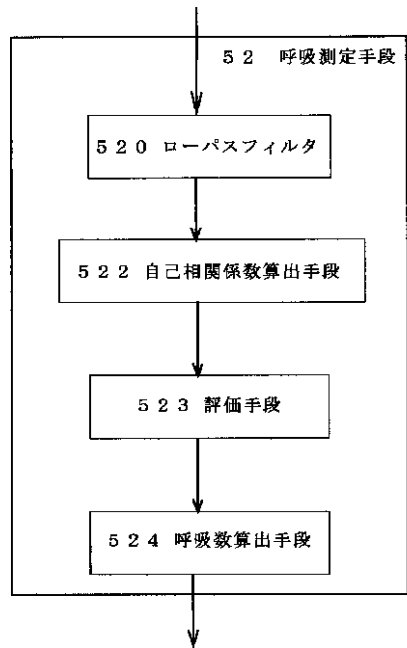 ５２　呼吸測定手段
５２０ ローパスフィルタ
５２２ 自己相関係数算出手段
５２３ 評価手段
５２４ 呼吸数算出手段